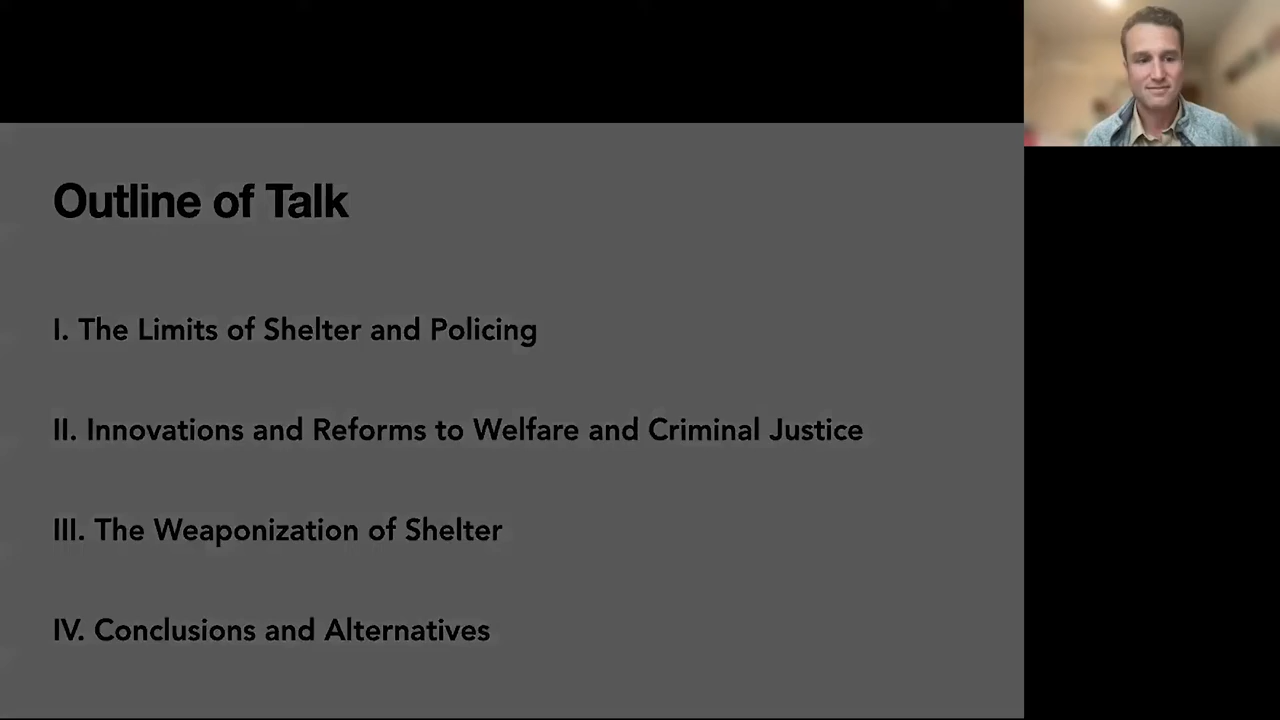 Outline of Talk
I. The Limits of Shelter and Policing
II. Innovations and Reforms to Welfare and Criminal Justice
III. The Weaponization of Shelter
IV. Conclusions and Alternatives